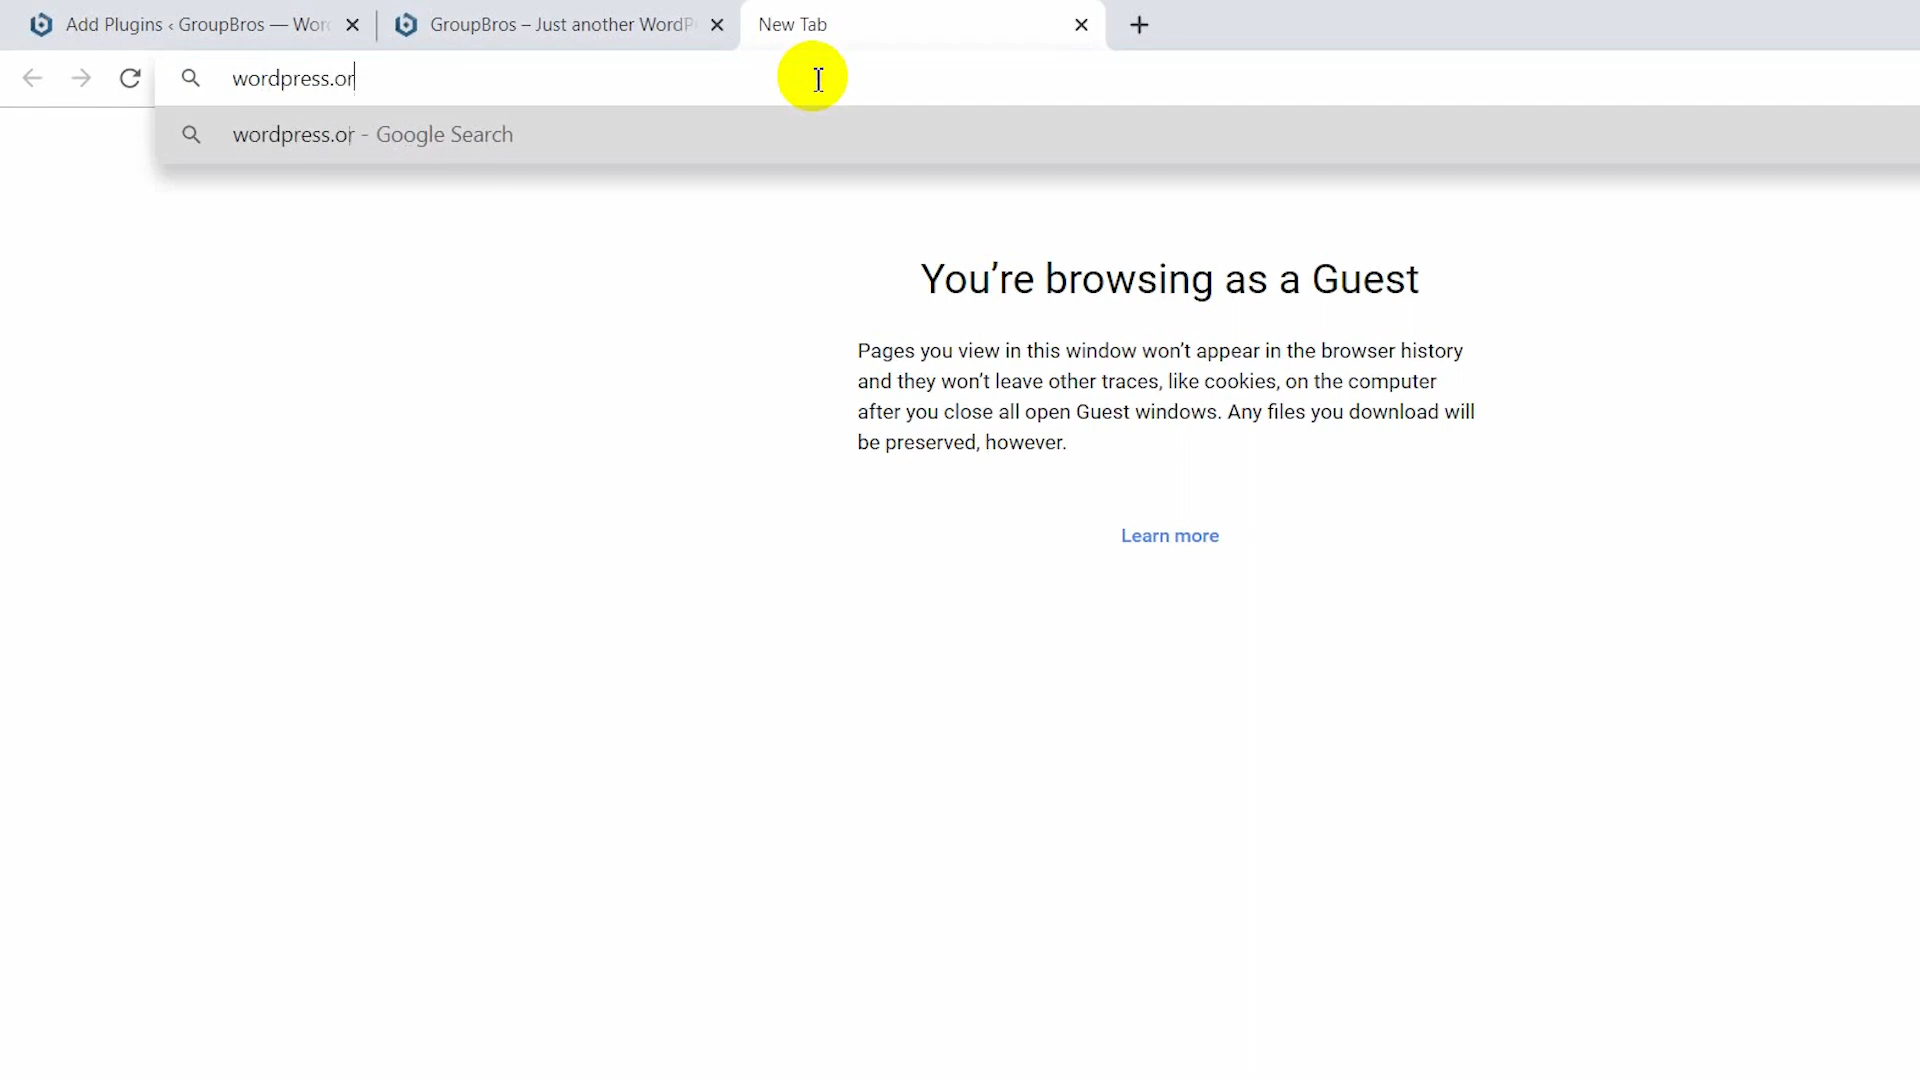 Add Plugins ‹ GroupBros — Wor
GroupBros – Just another WordP
New Tab
wordpress.or
wordpress.or - Google Search
You’re browsing as a Guest
Pages you view in this window won’t appear in the browser history
and they won’t leave other traces, like cookies, on the computer
after you close all open Guest windows. Any files you download will
be preserved, however.
Learn more